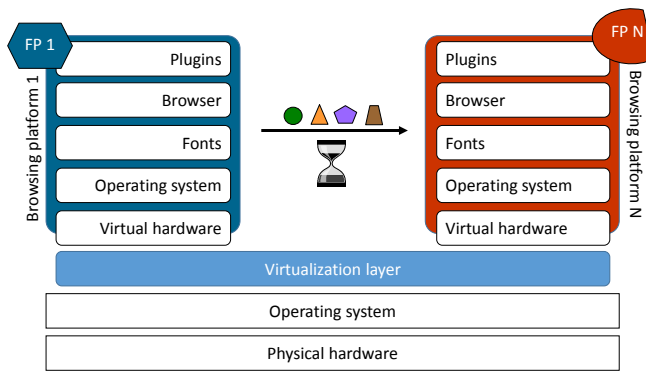 FP 1
Browsing platform 1
Plugins
Browser
Fonts
Operating system
Virtual hardware
FP N
Browsing platform N
Plugins
Browser
Fonts
Operating system
Virtual hardware
Virtualization layer
Operating system
Physical hardware